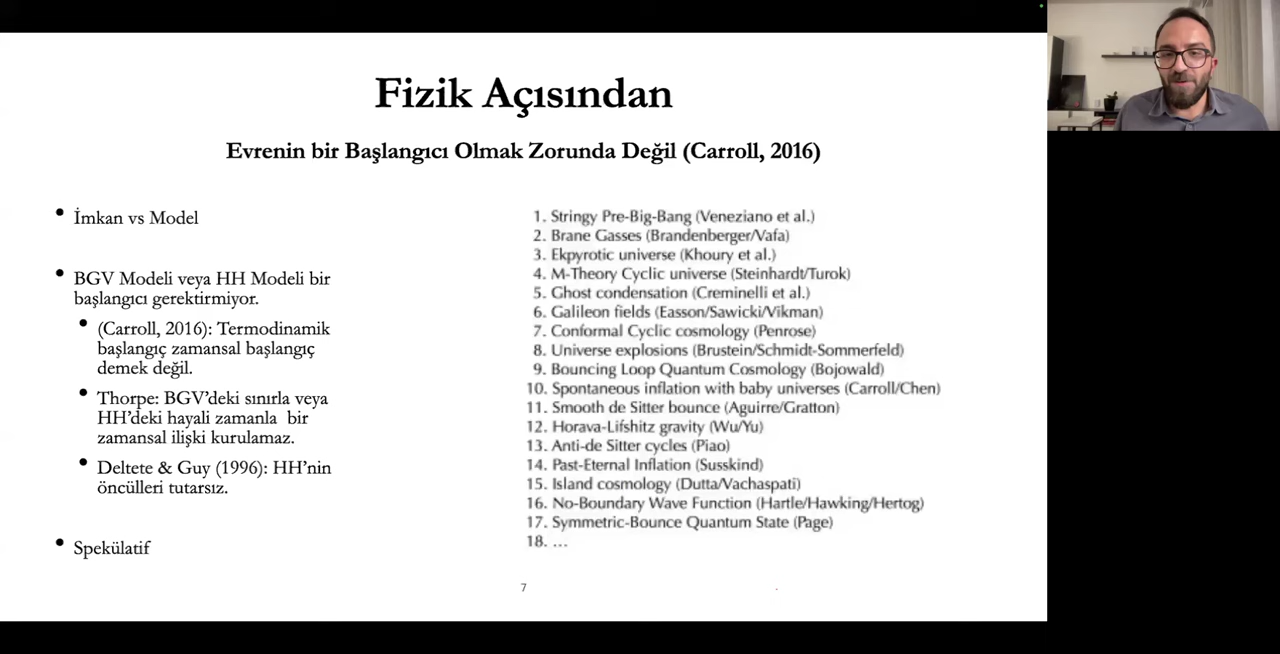 Fizik Açısından
Evrenin bir Başlangıcı Olmak Zorunda Değil (Carroll, 2016)
• İmkan vs Model
• BGV Modeli veya HH Modeli bir
başlangıcı gerektirmiyor.
• (Carroll, 2016): Termodinamik
başlangıç zamansal başlangıç
demek değil.
• Thorpe: BGV'deki sınırla veya
HH'deki hayali zamanla bir
zamansal ilişki kurulamaz.
• Deltete & Guy (1996): HH'nin
öncülleri tutarsız.
• Spekülatif
1. Stringy Pre-Big-Bang (Veneziano et al.)
2. Brane Gasses (Brandenberger/Vafa)
3. Ekpyrotic universe (Khoury et al.)
4. M-Theory Cyclic universe (Steinhardt/Turok)
5. Ghost condensation (Creminelli et al.)
6. Galileon fields (Easson/Sawicki/Vikman)
7. Conformal Cyclic cosmology (Penrose)
8. Universe explosions (Brustein/Schmidt-Sommerfeld)
9. Bouncing Loop Quantum Cosmology (Bojowald)
10. Spontaneous inflation with baby universes (Carroll/Chen)
11. Smooth de Sitter bounce (Aguirre/Gratton)
12. Horava-Lifshitz gravity (Wu/Yu)
13. Anti-de Sitter cycles (Piao)
14. Past-Eternal Inflation (Susskind)
15. Island cosmology (Dutta/Vachaspati)
16. No-Boundary Wave Function (Hartle/Hawking/Hertog)
17. Symmetric-Bounce Quantum State (Page)
18. ...
7